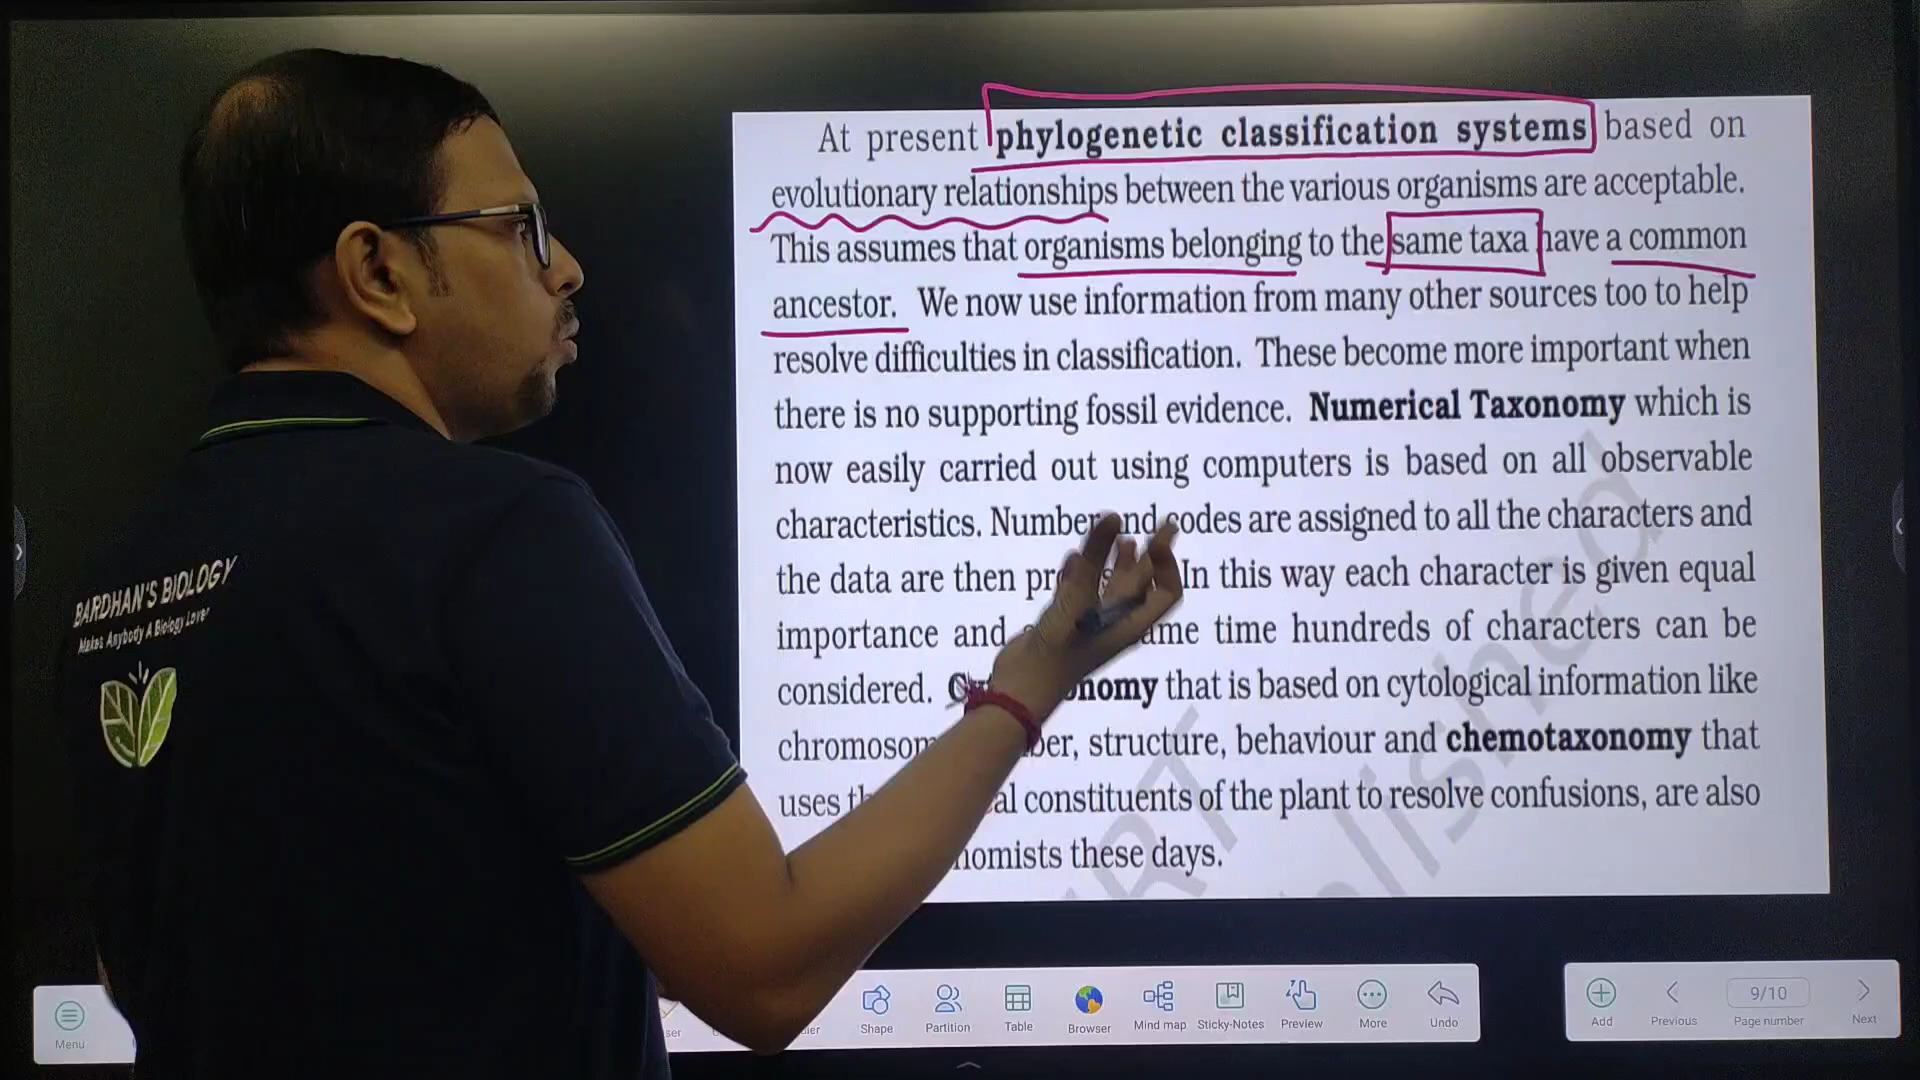 At present phylogenetic classification systems based on
evolutionary relationships between the various organisms are acceptable.
This assumes that organisms belonging to the same taxa have a common
ancestor. We now use information from many other sources too to help
resolve difficulties in classification. These become more important when
there is no supporting fossil evidence. Numerical Taxonomy which is
now easily carried out using computers is based on all observable
characteristics. Number and codes are assigned to all the characters and
the data are then In this way each character is given equal
importance and time hundreds of characters can be
considered. that is based on cytological information like
structure, behaviour and chemotaxonomy that
uses constituents of the plant to resolve confusions, are also
these days.
BARDHAN'S BIOLOGY
Makes Anybody A Biology Lover
NCERT
Menu
Shape
Partition
Table
Browser
Mind map
Sticky-Notes
Preview
More
Undo
Add
Previous
9/10
Page number
Next